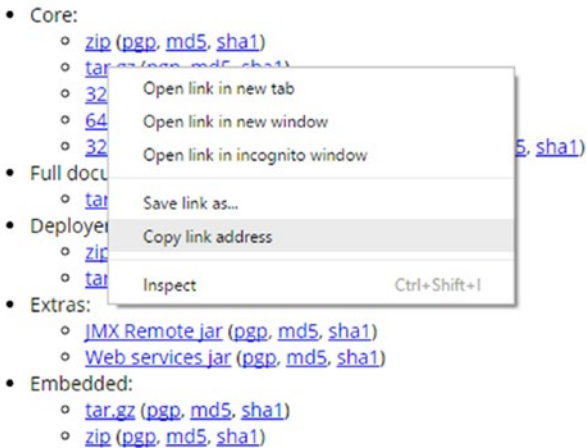 Core:
zip (pgp, md5, sha1)
tar.gz (pgp, md5, sha1)
32
64
32 5, sha1)
Full docu
tar
Deployer
zip
tar
Open link in new tab
Open link in new window
Open link in incognito window
Save link as...
Copy link address
Inspect Ctrl+Shift+I
Extras:
JMX Remote jar (pgp, md5, sha1)
Web services jar (pgp, md5, sha1)
Embedded:
tar.gz (pgp, md5, sha1)
zip (pgp, md5, sha1)